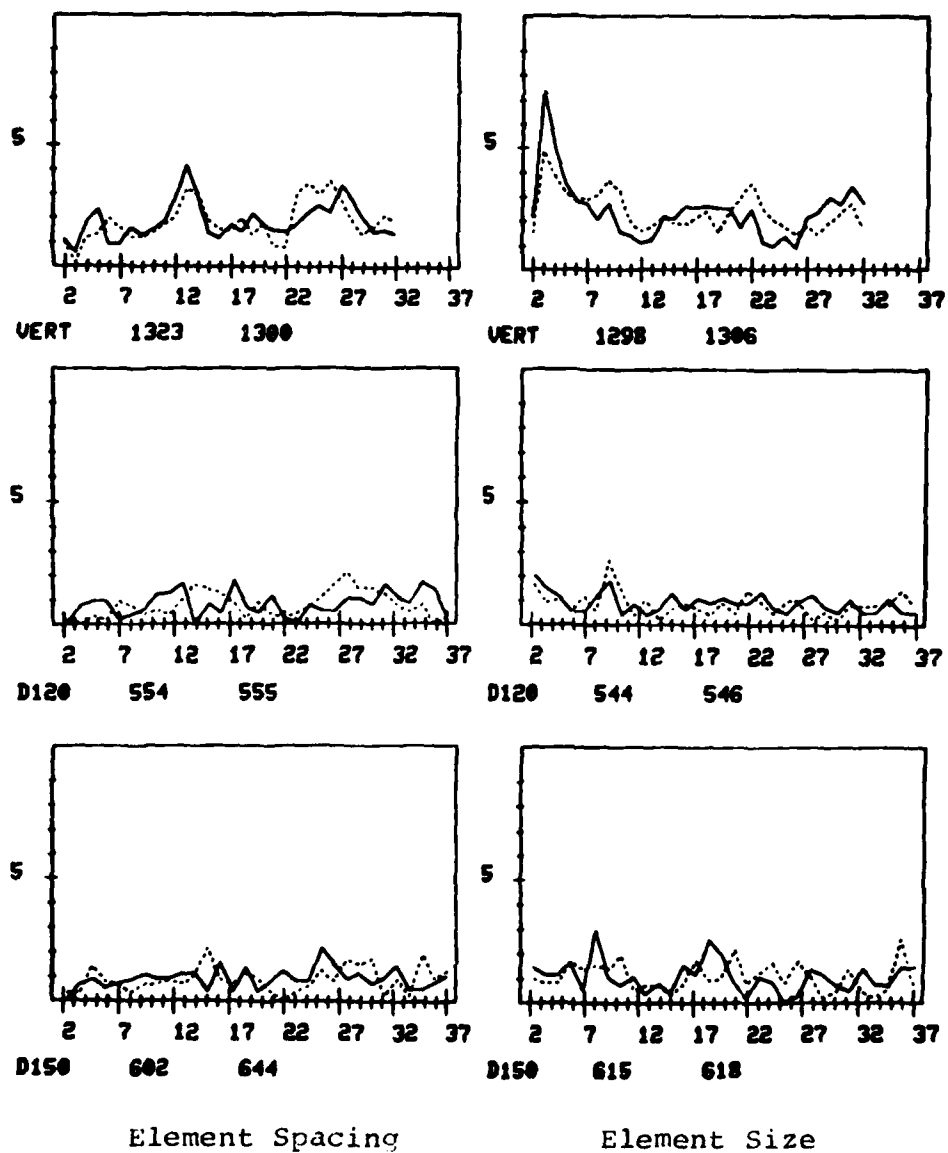 5
2 7 12 17 22 27 32 37
VERT 1323 1300
5
2 7 12 17 22 27 32 37
VERT 1298 1306
5
2 7 12 17 22 27 32 37
D120 554 555
5
2 7 12 17 22 27 32 37
D120 544 546
5
2 7 12 17 22 27 32 37
D150 602 644
5
2 7 12 17 22 27 32 37
D150 615 618
Element Spacing
Element Size